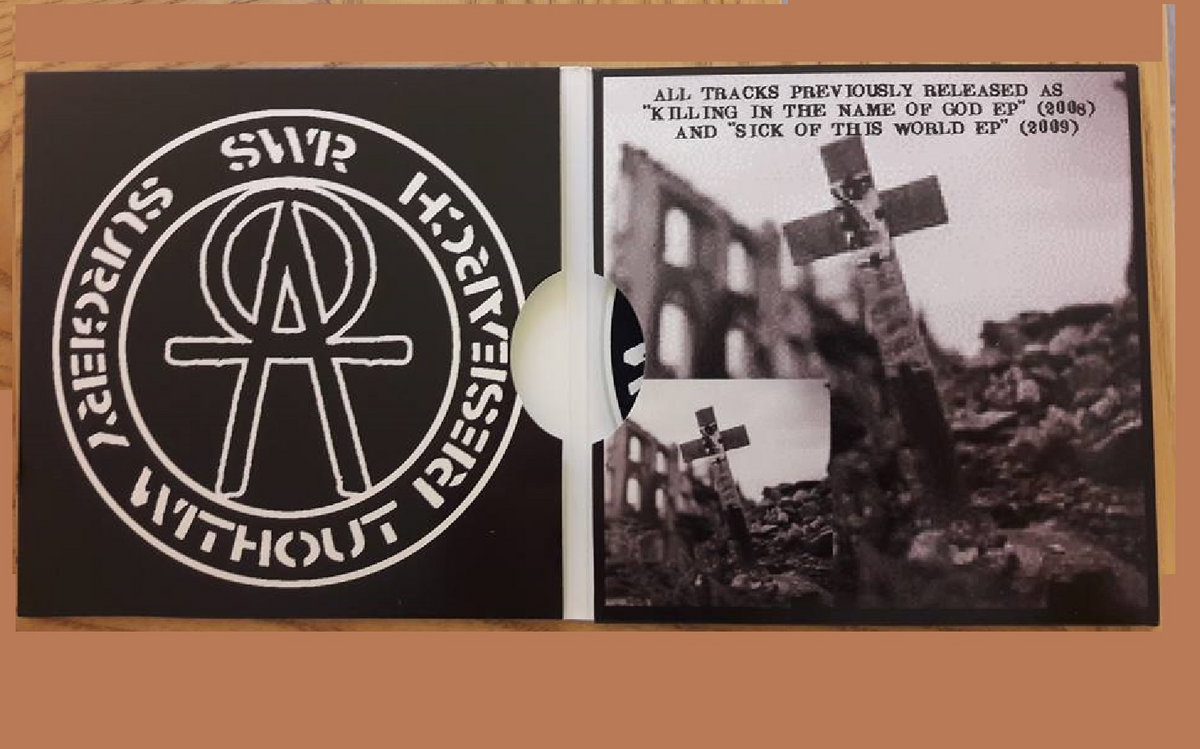 SWR
SURGERY WITHOUT RESEARCH
ALL TRACKS PREVIOUSLY RELEASED AS
"KILLING IN THE NAME OF GOD EP" (2008)
AND "SICK OF THIS WORLD EP" (2009)